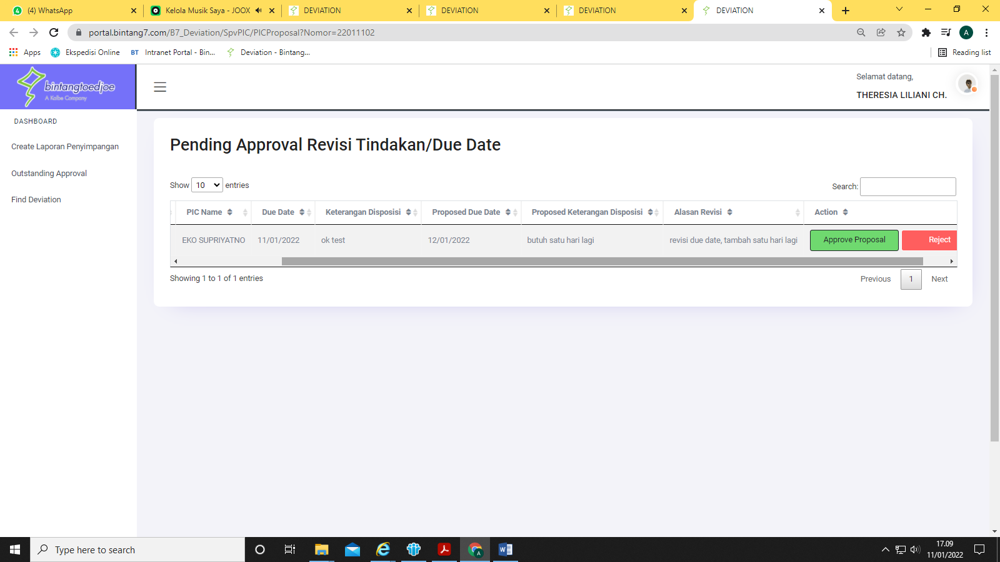 (4) WhatsApp
Kelola Musik Saya - JOOX
DEVIATION
DEVIATION
DEVIATION
DEVIATION
portal.bintang7.com/B7_Deviation/SpvPIC/PICProposal?Nomor=22011102
A
Apps
Ekspedisi Online
BT Intranet Portal - Bin...
Deviation - Bintang...
Reading list
bintangtoedjoe
A Kalbe Company
Selamat datang,
THERESIA LILIANI CH.
DASHBOARD
Create Laporan Penyimpangan
Outstanding Approval
Find Deviation
Pending Approval Revisi Tindakan/Due Date
Show 10 entries
Search:
PIC Name Due Date Keterangan Disposisi Proposed Due Date Proposed Keterangan Disposisi Alasan Revisi Action
EKO SUPRIYATNO 11/01/2022 ok test 12/01/2022 butuh satu hari lagi revisi due date, tambah satu hari lagi Approve Proposal Reject
Showing 1 to 1 of 1 entries
Previous 1 Next
Type here to search
17.09
11/01/2022